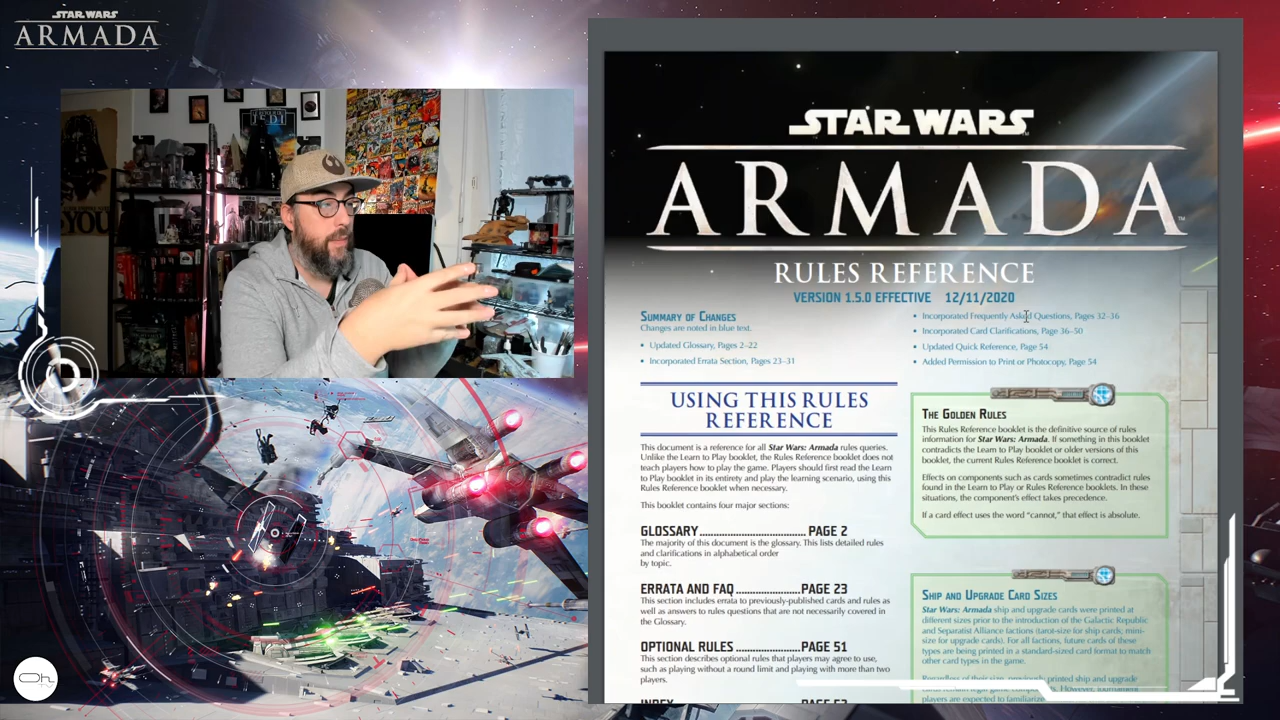 STAR WARS
ARMADA
YOU
JEDI
Oh
STAR WARS
ARMADA
RULES REFERENCE
VERSION 1.5.0 EFFECTIVE 12/11/2020
SUMMARY OF CHANGES
Changes are noted in blue text.
• Updated Glossary, Pages 2–22
• Incorporated Errata Section, Pages 23–31
• Incorporated Frequently Asked Questions, Pages 32–36
• Incorporated Card Clarifications, Page 36–50
• Updated Quick Reference, Page 54
• Added Permission to Print or Photocopy, Page 54
USING THIS RULES
REFERENCE
This document is a reference for all Star Wars: Armada rules queries.
Unlike the Learn to Play booklet, the Rules Reference booklet does not
teach players how to play the game. Players should first read the Learn
to Play booklet in its entirety and play the learning scenario, using this
Rules Reference booklet when necessary.
This booklet contains four major sections:
GLOSSARY.......................................PAGE 2
The majority of this document is the glossary. This lists detailed rules
and clarifications in alphabetical order
by topic.
ERRATA AND FAQ .......................PAGE 23
This section includes errata to previously-published cards and rules as
well as answers to rules questions that are not necessarily covered in
the Glossary.
OPTIONAL RULES .......................PAGE 51
This section describes optional rules that players may agree to use,
such as playing without a round limit and playing with more than two
players.
THE GOLDEN RULES
This Rules Reference booklet is the definitive source of rules
information for Star Wars: Armada. If something in this booklet
contradicts the Learn to Play booklet or older versions of this
booklet, the current Rules Reference booklet is correct.
Effects on components such as cards sometimes contradict rules
found in the Learn to Play or Rules Reference booklets. In these
situations, the component's effect takes precedence.
If a card effect uses the word “cannot,” that effect is absolute.
SHIP AND UPGRADE CARD SIZES
Star Wars: Armada ship and upgrade cards were printed at
different sizes prior to the introduction of the Galactic Republic
and Separatist Alliance factions (tarot-size for ship cards; mini-
size for upgrade cards). For all factions, future cards of these
types are being printed in a standard-sized card format to match
other card types in the game.
Regardless of their size, previously printed ship and upgrade
players are expected to familiarize